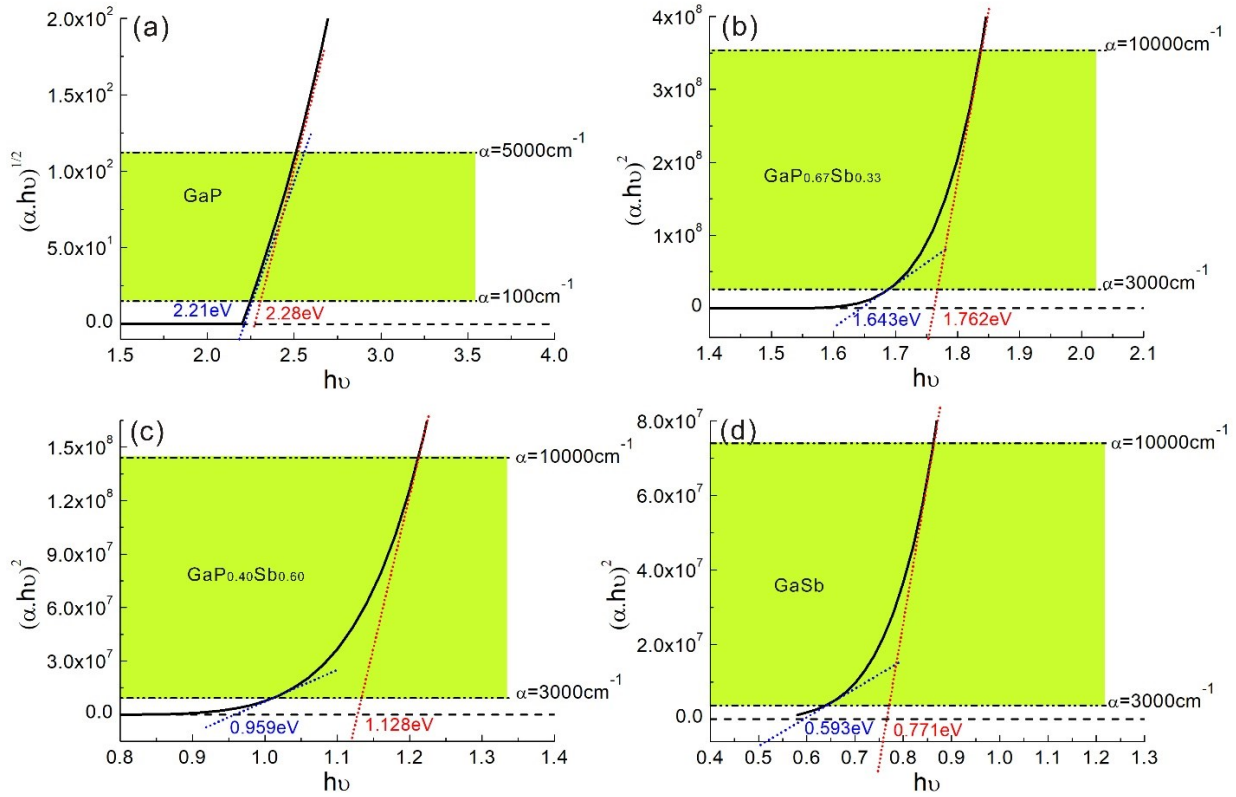 (a)
2.0x10²
1.5x10²
1.0x10²
5.0x10¹
0.0
(α.hυ)^1/2
GaP
α=5000cm⁻¹
α=100cm⁻¹
2.21eV
2.28eV
1.5 2.0 2.5 3.0 3.5 4.0
hυ
(b)
4x10⁸
3x10⁸
2x10⁸
1x10⁸
0
(α.hυ)²
GaP0.67Sb0.33
α=10000cm⁻¹
α=3000cm⁻¹
1.643eV
1.762eV
1.4 1.5 1.6 1.7 1.8 1.9 2.0 2.1
hυ
(c)
1.5x10⁸
1.2x10⁸
9.0x10⁷
6.0x10⁷
3.0x10⁷
0.0
(α.hυ)²
GaP0.40Sb0.60
α=10000cm⁻¹
α=3000cm⁻¹
0.959eV
1.128eV
0.8 0.9 1.0 1.1 1.2 1.3 1.4
hυ
(d)
8.0x10⁷
6.0x10⁷
4.0x10⁷
2.0x10⁷
0.0
(α.hυ)²
GaSb
α=10000cm⁻¹
α=3000cm⁻¹
0.593eV
0.771eV
0.4 0.5 0.6 0.7 0.8 0.9 1.0 1.1 1.2 1.3
hυ